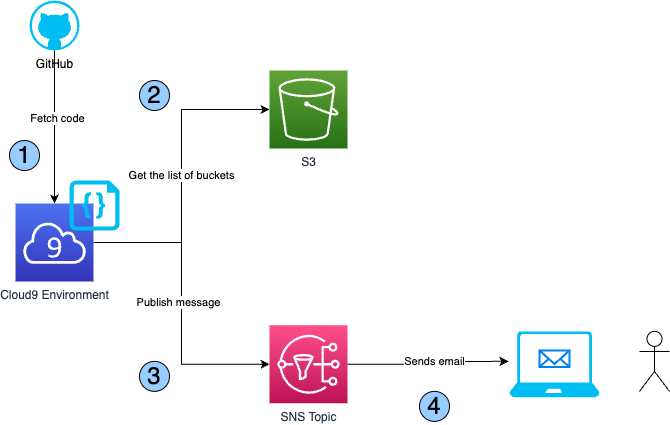 GitHub
2
Fetch code
1
S3
Get the list of buckets
{}
9
Cloud9 Environment
Publish message
Sends email
3
4
SNS Topic